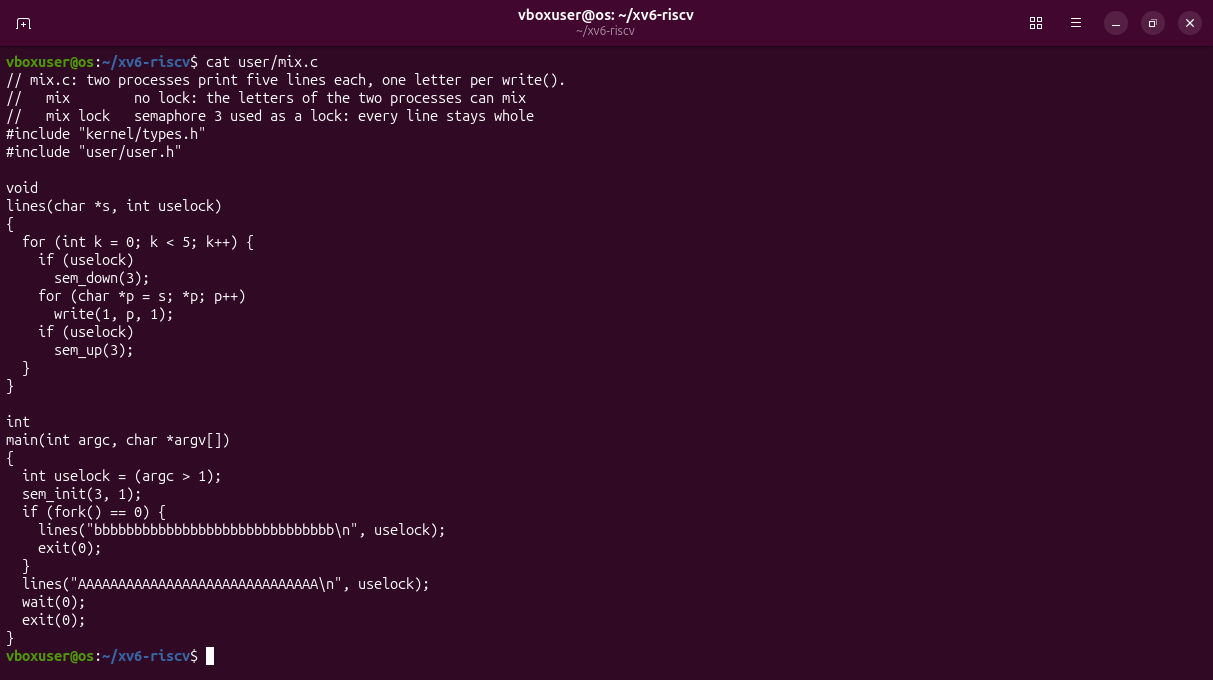 vboxuser@os: ~/xv6-riscv
~/xv6-riscv
vboxuser@os:~/xv6-riscv$ cat user/mix.c
// mix.c: two processes print five lines each, one letter per write().
//   mix        no lock: the letters of the two processes can mix
//   mix lock   semaphore 3 used as a lock: every line stays whole
#include "kernel/types.h"
#include "user/user.h"

void
lines(char *s, int uselock)
{
  for (int k = 0; k < 5; k++) {
    if (uselock)
      sem_down(3);
    for (char *p = s; *p; p++)
      write(1, p, 1);
    if (uselock)
      sem_up(3);
  }
}

int
main(int argc, char *argv[])
{
  int uselock = (argc > 1);
  sem_init(3, 1);
  if (fork() == 0) {
    lines("bbbbbbbbbbbbbbbbbbbbbbbbbbbbbb\n", uselock);
    exit(0);
  }
  lines("AAAAAAAAAAAAAAAAAAAAAAAAAAAAAA\n", uselock);
  wait(0);
  exit(0);
}
vboxuser@os:~/xv6-riscv$